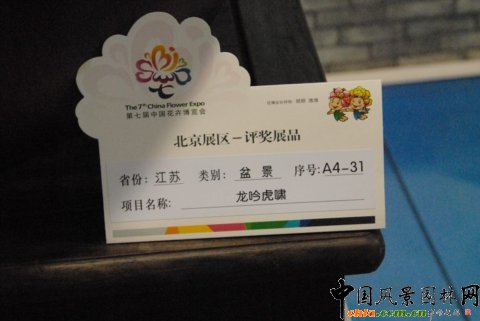 The 7th China Flower Expo
第七届中国花卉博览会
北京展区-评奖展品
省份: 江苏 类别: 盆景 序号: A4-31
项目名称: 龙吟虎啸
中国风景园林网